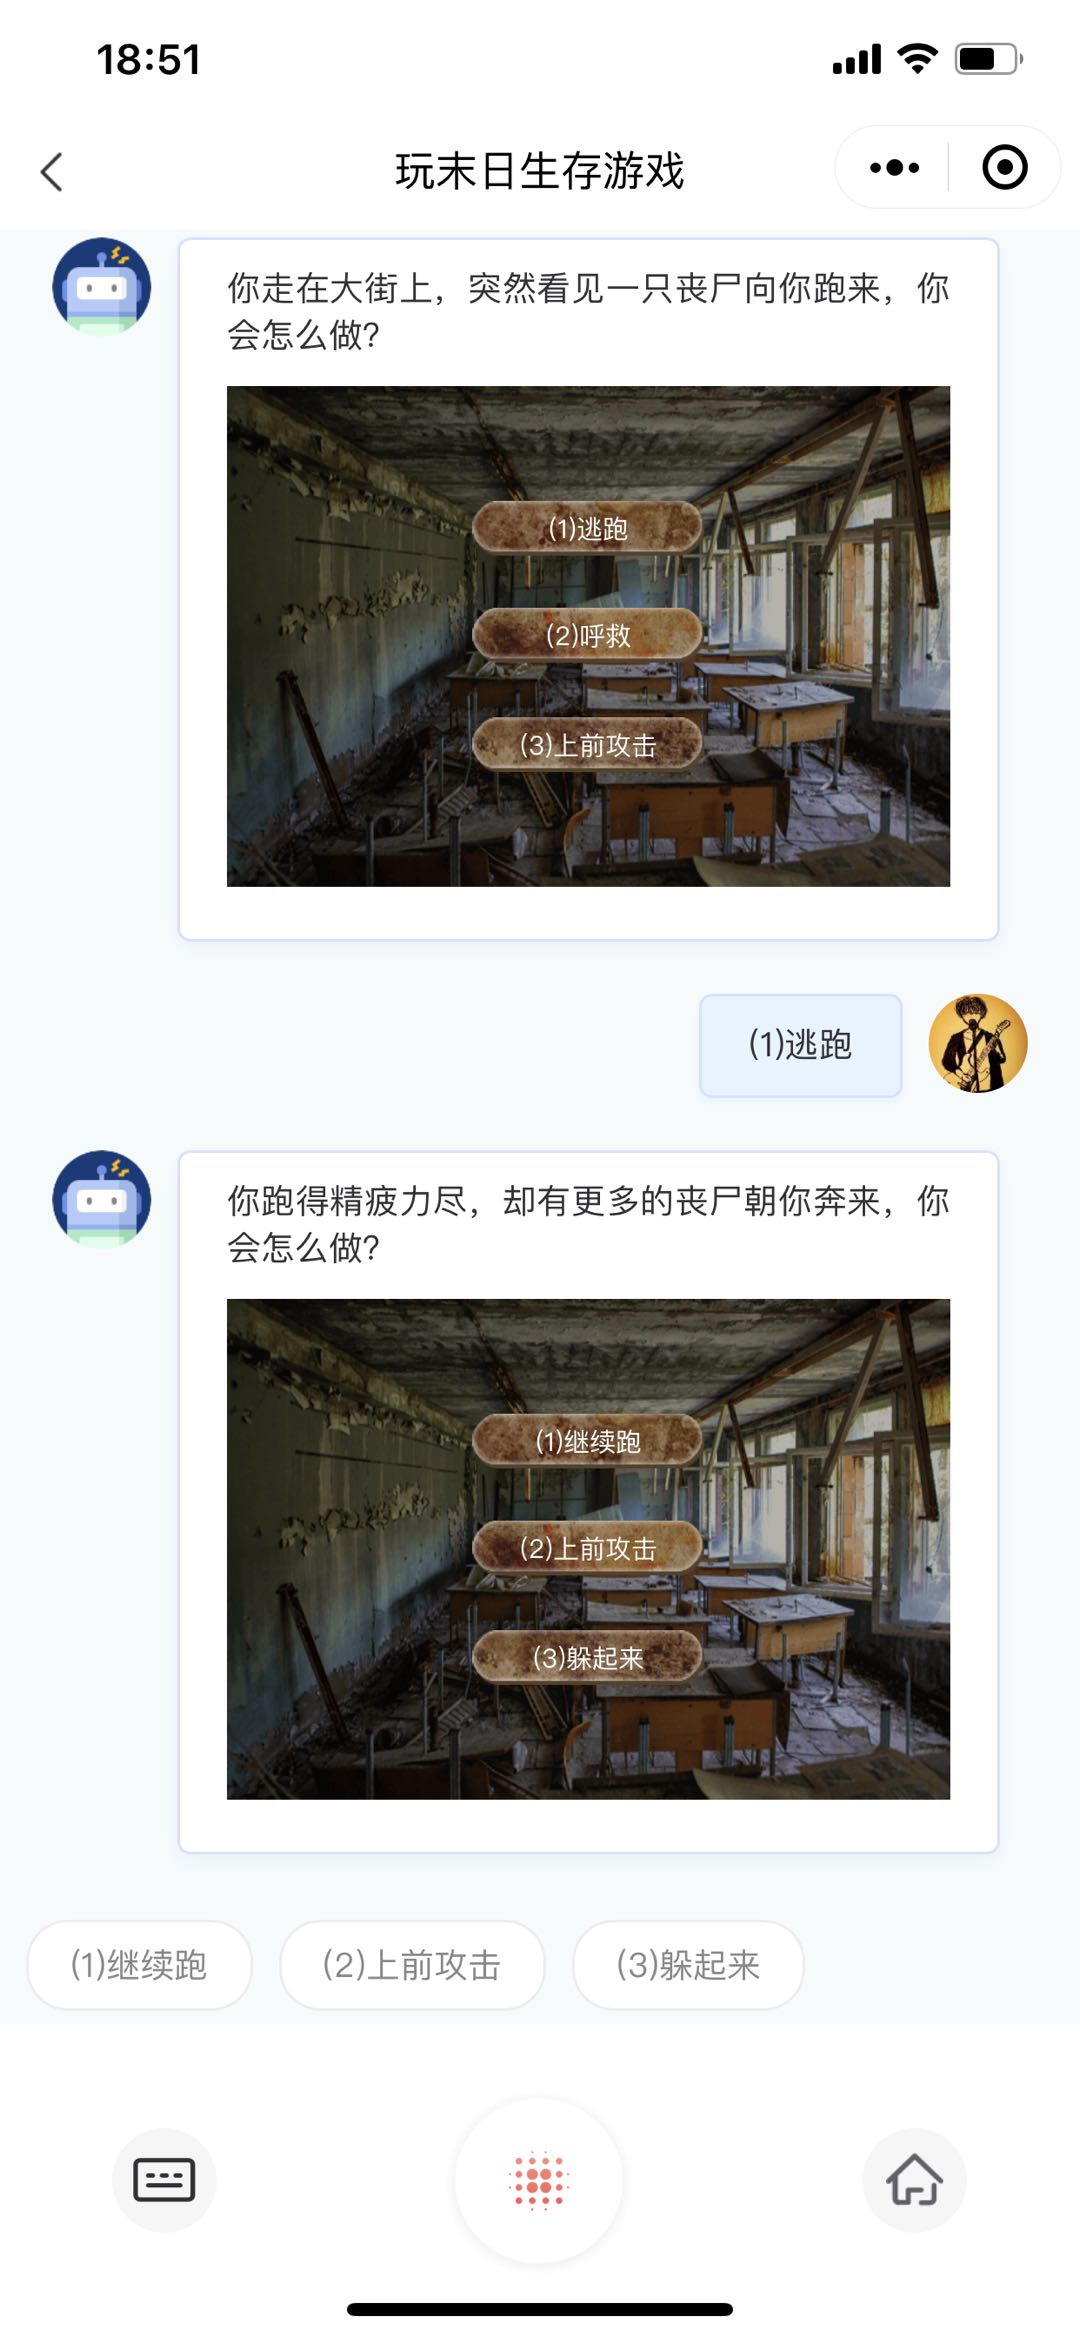 18:51
玩末日生存游戏
你走在大街上，突然看见一只丧尸向你跑来，你
会怎么做?
(1)逃跑
(2)呼救
(3)上前攻击
(1)逃跑
你跑得精疲力尽，却有更多的丧尸朝你奔来，你
会怎么做?
(1)继续跑
(2)上前攻击
(3)躲起来
(1)继续跑
(2)上前攻击
(3)躲起来